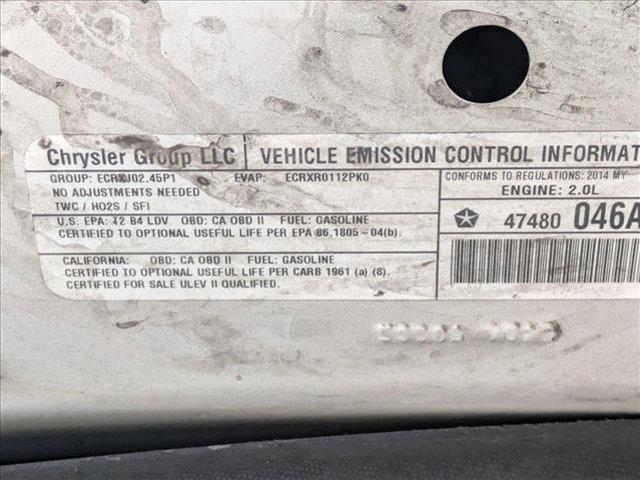 Chrysler Group LLC VEHICLE EMISSION CONTROL INFORMAT
GROUP: ECRXJ02.45P1 EVAP: ECRXR0112PK0
NO ADJUSTMENTS NEEDED
TWC / HO2S / SFI
CONFORMS TO REGULATIONS: 2014 MY
ENGINE: 2.0L
U.S. EPA: T2 B4 LDV OBD: CA OBD II FUEL: GASOLINE
CERTIFIED TO OPTIONAL USEFUL LIFE PER EPA 86.1805-04(b).
47480 046A
CALIFORNIA: OBD: CA OBD II FUEL: GASOLINE
CERTIFIED TO OPTIONAL USEFUL LIFE PER CARB 1961 (a) (8).
CERTIFIED FOR SALE ULEV II QUALIFIED.